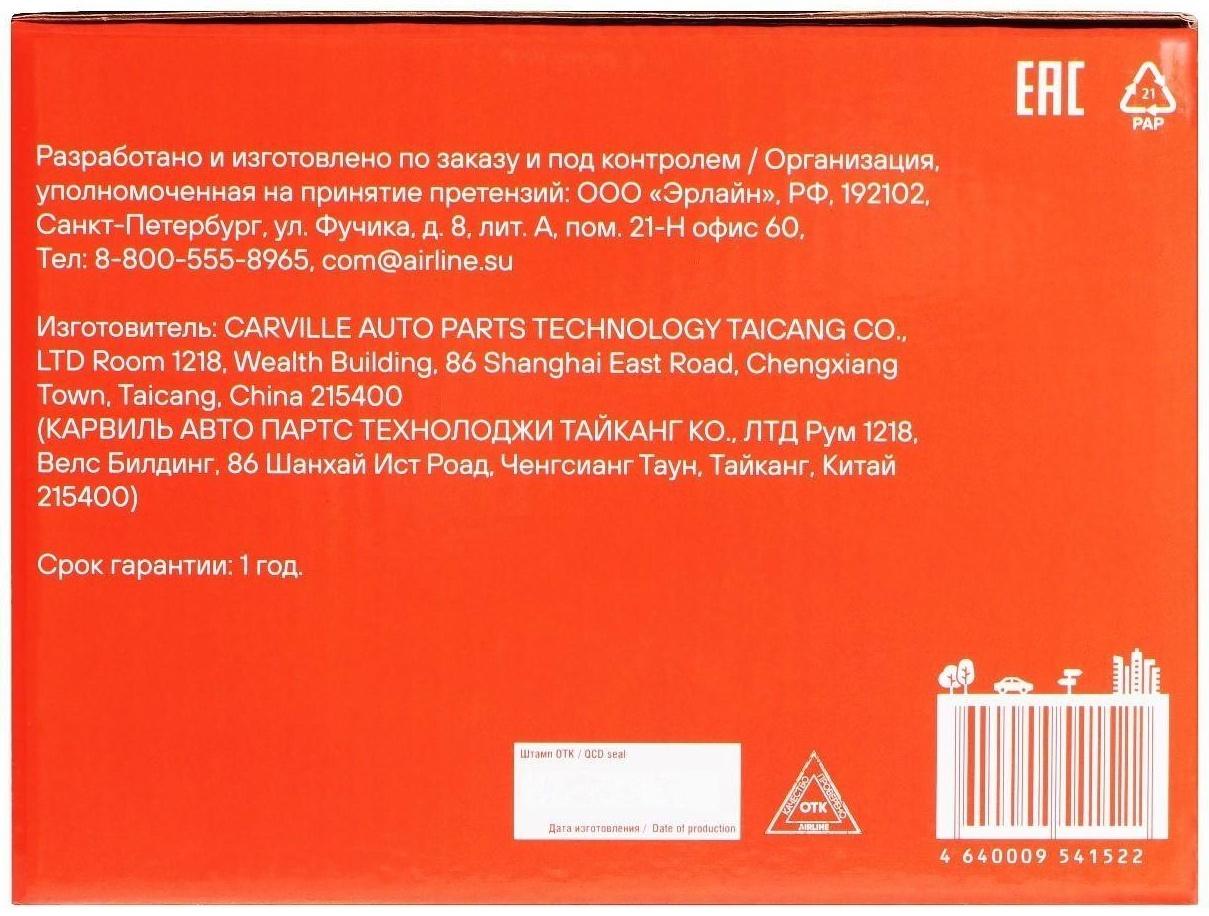 EAC
21
PAP
Разработано и изготовлено по заказу и под контролем / Организация,
уполномоченная на принятие претензий: ООО «Эрлайн», РФ, 192102,
Санкт-Петербург, ул. Фучика, д. 8, лит. А, пом. 21-Н офис 60,
Тел: 8-800-555-8965, com@airline.su
Изготовитель: CARVILLE AUTO PARTS TECHNOLOGY TAICANG CO.,
LTD Room 1218, Wealth Building, 86 Shanghai East Road, Chengxiang
Town, Taicang, China 215400
(КАРВИЛЬ АВТО ПАРТС ТЕХНОЛОДЖИ ТАЙКАНГ КО., ЛТД Рум 1218,
Велс Билдинг, 86 Шанхай Ист Роад, Ченгсианг Таун, Тайканг, Китай
215400)
Срок гарантии: 1 год.
Штамп ОТК / QCD seal
Дата изготовления / Date of production
КАЧЕСТВО
ПРОВЕРЕНО
ОТК
AIRLINE
4 640009 541522